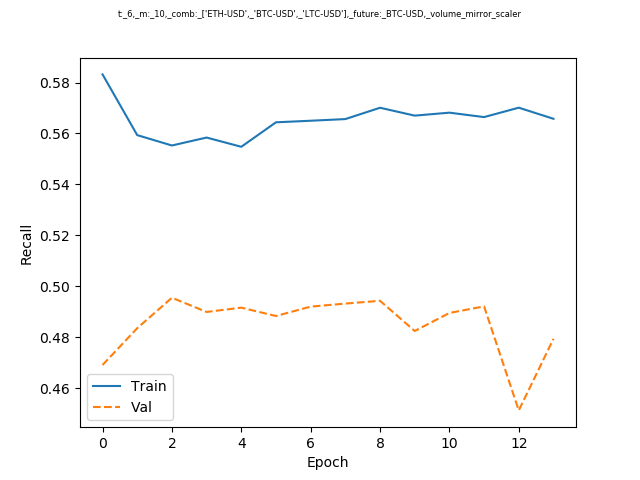 t:_6,_m:_10,_comb:_['ETH-USD',_'BTC-USD',_'LTC-USD'],_future:_BTC-USD,_volume_mirror_scaler
0.58
0.56
0.54
0.52
0.50
0.48
0.46
Recall
Train
Val
0 2 4 6 8 10 12
Epoch